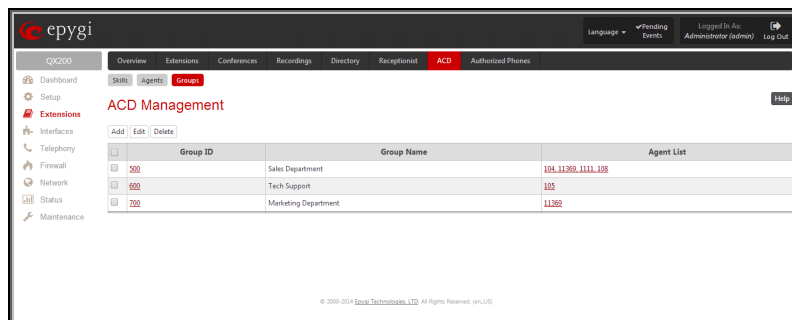 epygi
Language
Pending Events
Logged In As:
Administrator (admin)
Log Out
QX200
Overview Extensions Conferences Recordings Directory Receptionist ACD Authorized Phones
Dashboard
Setup
Extensions
Interfaces
Telephony
Firewall
Network
Status
Maintenance
Skills Agents Groups
Help
ACD Management
Add Edit Delete
Group ID Group Name Agent List
500 Sales Department 104, 11369, 1111, 108
600 Tech Support 105
700 Marketing Department 11369
© 2000-2014 Epygi Technologies, LTD. All Rights Reserved. (en_US)